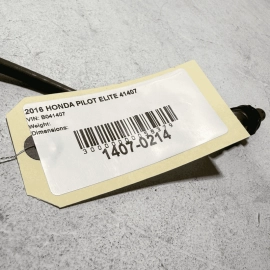 2016 HONDA PILOT ELITE 41407
VIN: B041407
Weight:
Dimensions:
1407-0214